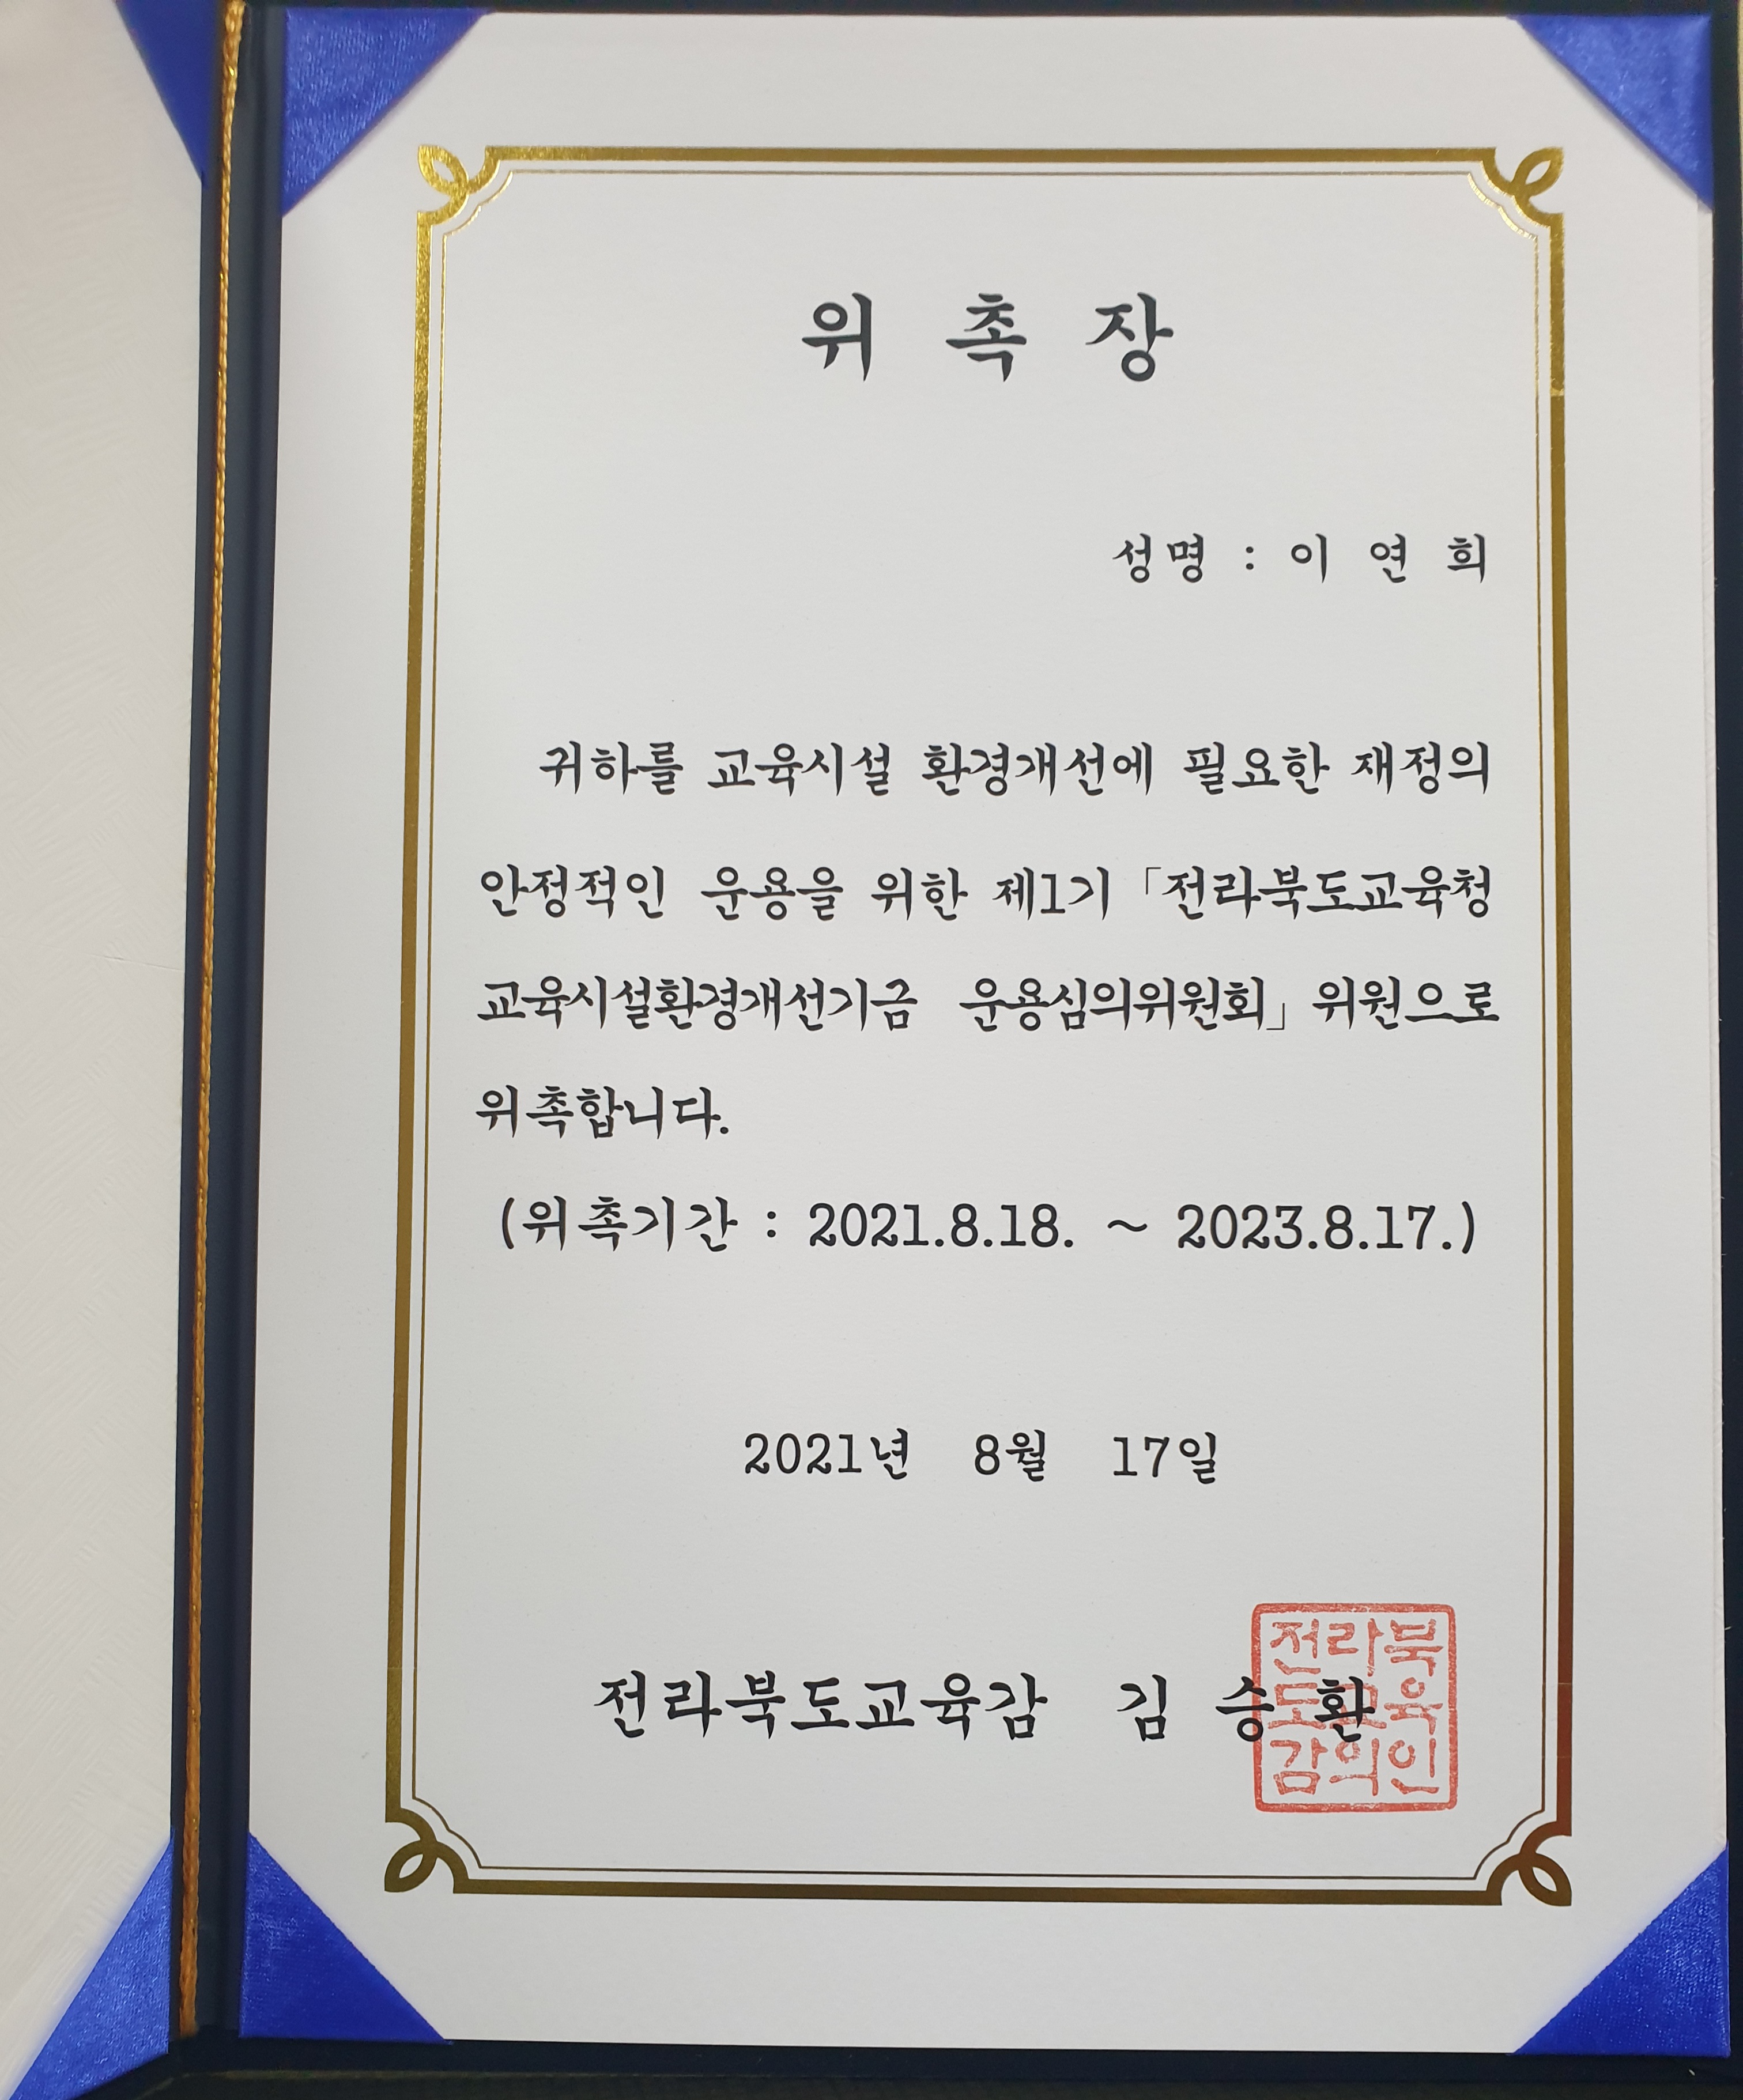 위 촉 장
성명 : 이 연 희
귀하를 교육시설 환경개선에 필요한 재정의
안정적인 운용을 위한 제1기 「전라북도교육청
교육시설환경개선기금 운용심의위원회」 위원으로
위촉합니다.
(위촉기간 : 2021.8.18. ~ 2023.8.17.)
2021년 8월 17일
전라북도교육감 김 승 환
전라북
도교육
감의인